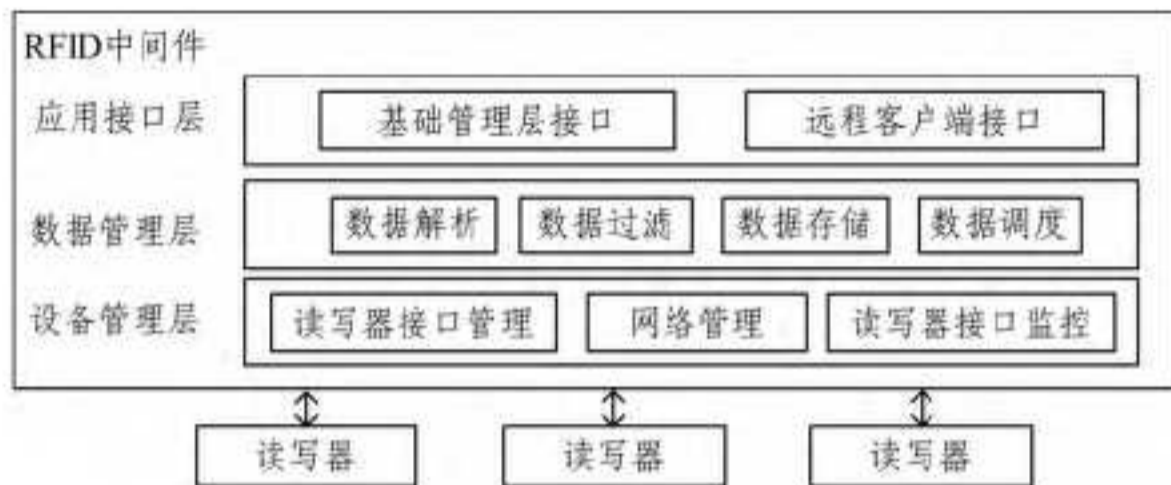 RFID中间件
应用接口层 基础管理层接口 远程客户端接口
数据管理层 数据解析 数据过滤 数据存储 数据调度
设备管理层 读写器接口管理 网络管理 读写器接口监控
读写器 读写器 读写器